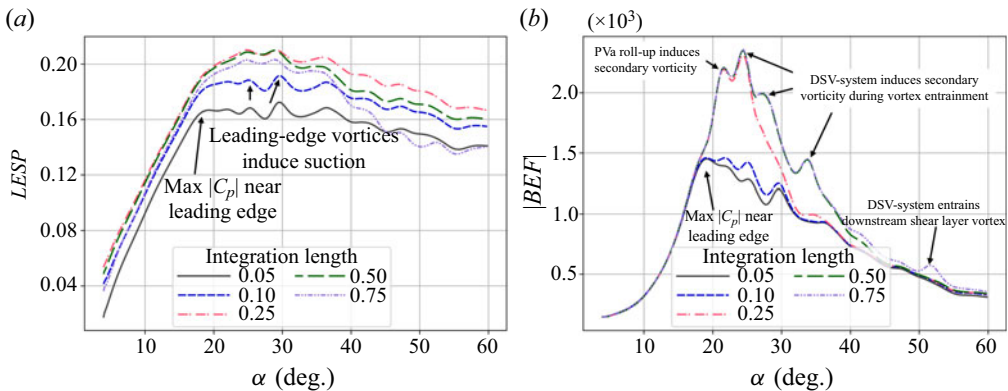 (a)
LESP
0.20
0.16
0.12
0.08
0.04
Leading-edge vortices
induce suction
Max |Cp| near
leading edge
Integration length
0.05 0.50
0.10 0.75
0.25
10 20 30 40 50 60
α (deg.)
(b)
(×10³)
|BEF|
2.0
1.5
1.0
0.5
PVa roll-up induces
secondary vorticity
DSV-system induces secondary
vorticity during vortex entrainment
Max |Cp| near
leading edge
DSV-system entrains
downstream shear layer vortex
Integration length
0.05 0.50
0.10 0.75
0.25
10 20 30 40 50 60
α (deg.)